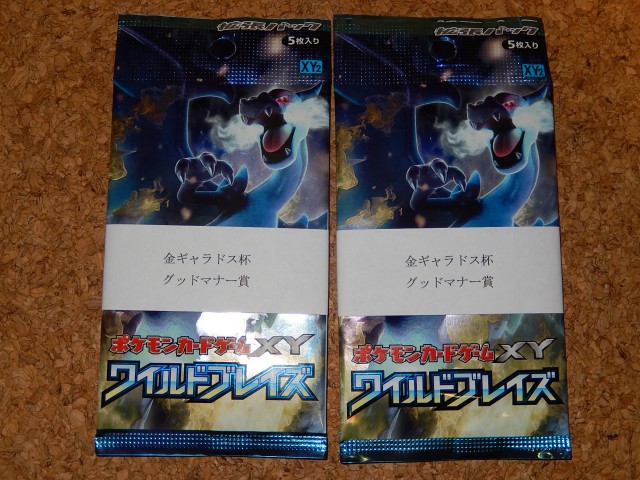 拡張パック
5枚入り
XY2
金ギャラドス杯
グッドマナー賞
ポケモンカードゲームXY
ワイルドブレイズ
拡張パック
5枚入り
XY2
金ギャラドス杯
グッドマナー賞
ポケモンカードゲームXY
ワイルドブレイズ